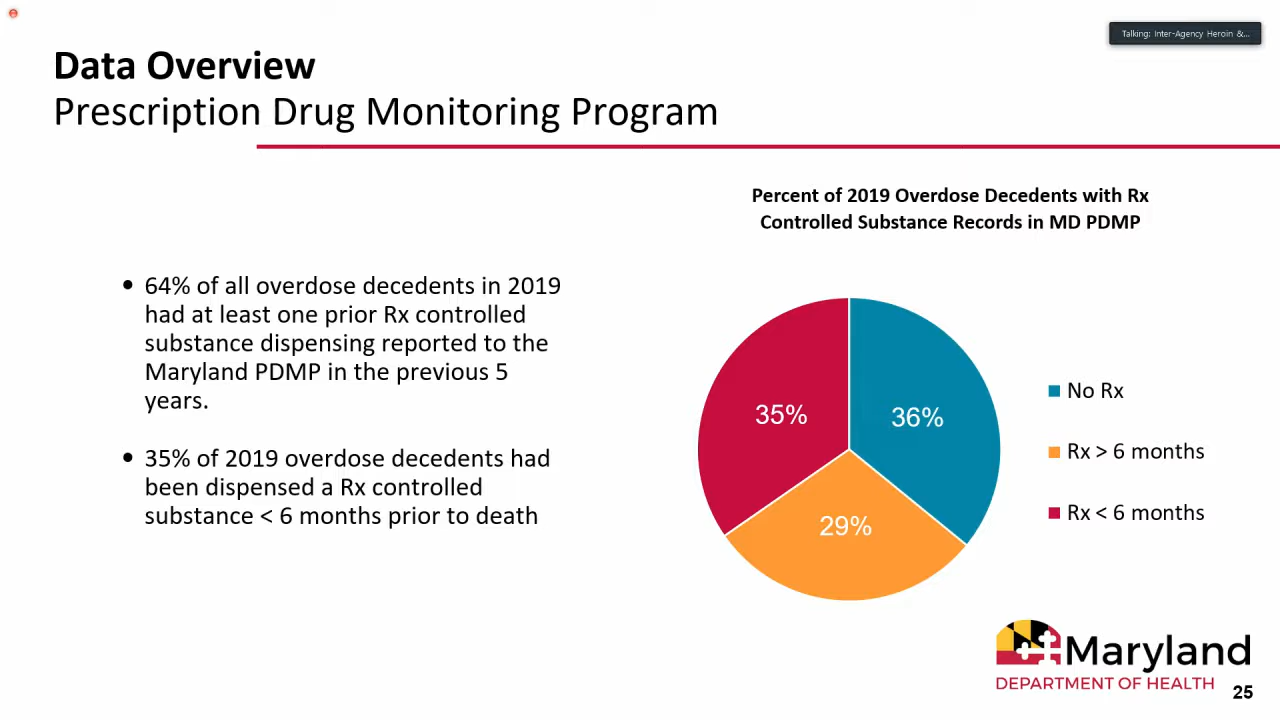 Talking: Inter-Agency Heroin &...
Data Overview
Prescription Drug Monitoring Program
• 64% of all overdose decedents in 2019
had at least one prior Rx controlled
substance dispensing reported to the
Maryland PDMP in the previous 5
years.
• 35% of 2019 overdose decedents had
been dispensed a Rx controlled
substance < 6 months prior to death
Percent of 2019 Overdose Decedents with Rx
Controlled Substance Records in MD PDMP
35%
36%
29%
No Rx
Rx > 6 months
Rx < 6 months
Maryland
DEPARTMENT OF HEALTH
25